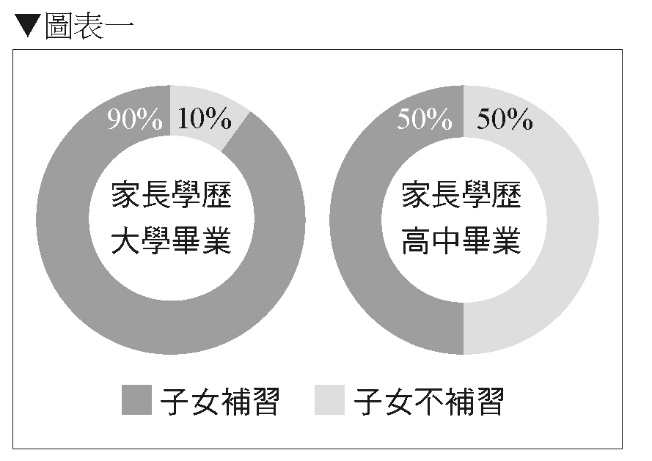 ▼圖表一
90% 10%
家長學歷
大學畢業
50% 50%
家長學歷
高中畢業
子女補習 子女不補習